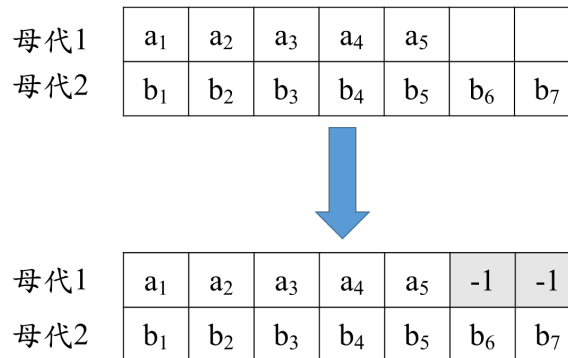 母代1 a₁ a₂ a₃ a₄ a₅
母代2 b₁ b₂ b₃ b₄ b₅ b₆ b₇
母代1 a₁ a₂ a₃ a₄ a₅ -1 -1
母代2 b₁ b₂ b₃ b₄ b₅ b₆ b₇